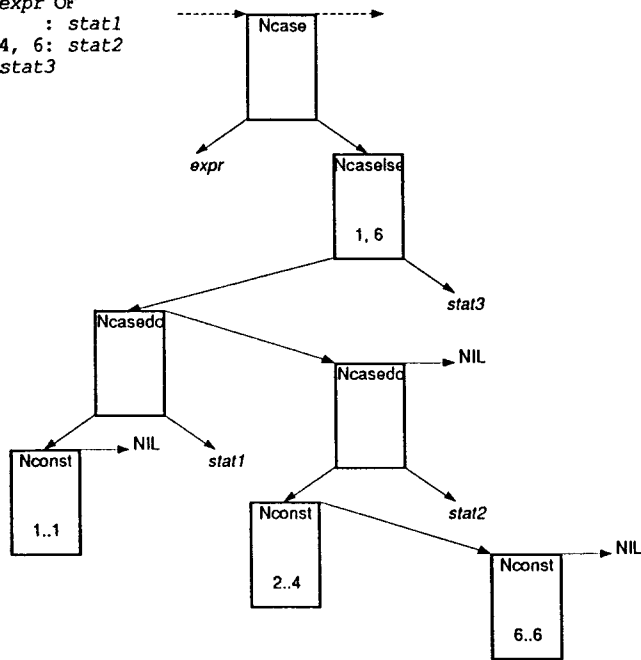 expr OF
: stat1
4, 6: stat2
stat3
Ncase
expr
Ncaselse
1, 6
stat3
Ncasedo
NIL
Ncasedo
NIL
stat1
Nconst
1..1
stat2
Nconst
2..4
NIL
Nconst
6..6